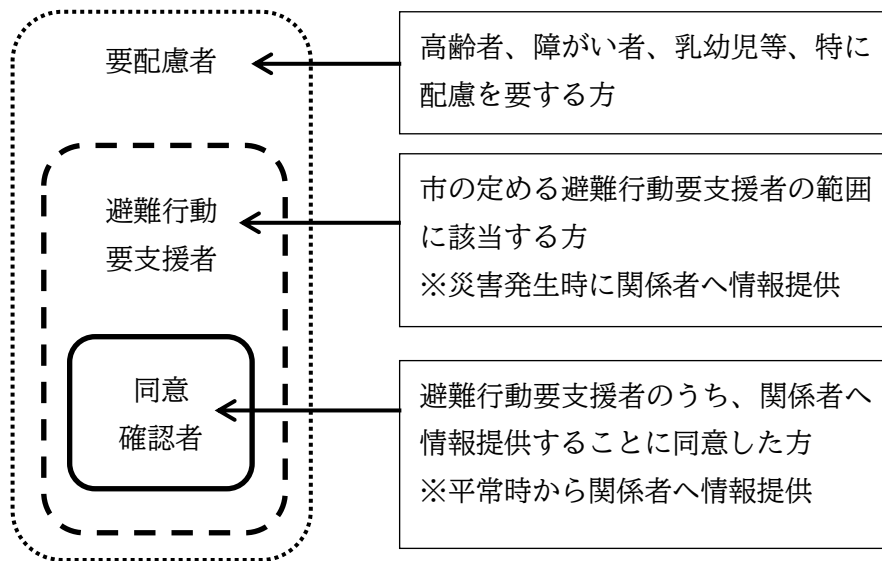 要配慮者
高齢者、障がい者、乳幼児等、特に
配慮を要する方
避難行動
要支援者
市の定める避難行動要支援者の範囲
に該当する方
※災害発生時に関係者へ情報提供
同意
確認者
避難行動要支援者のうち、関係者へ
情報提供することに同意した方
※平常時から関係者へ情報提供